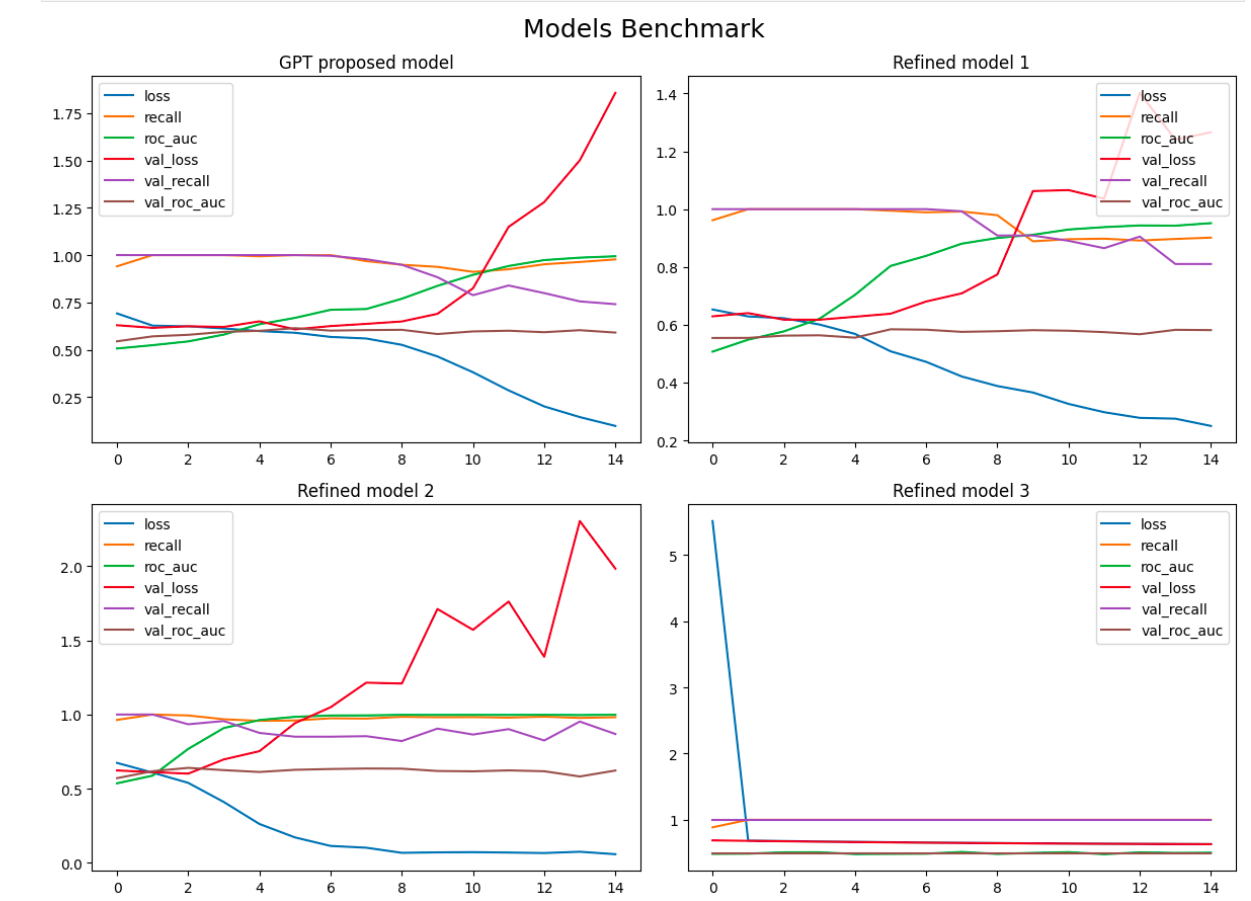 Models Benchmark
GPT proposed model
loss
recall
roc_auc
val_loss
val_recall
val_roc_auc
1.75
1.50
1.25
1.00
0.75
0.50
0.25
0 2 4 6 8 10 12 14
Refined model 1
loss
recall
roc_auc
val_loss
val_recall
val_roc_auc
1.4
1.2
1.0
0.8
0.6
0.4
0.2
0 2 4 6 8 10 12 14
Refined model 2
loss
recall
roc_auc
val_loss
val_recall
val_roc_auc
2.0
1.5
1.0
0.5
0.0
0 2 4 6 8 10 12 14
Refined model 3
loss
recall
roc_auc
val_loss
val_recall
val_roc_auc
5
4
3
2
1
0 2 4 6 8 10 12 14